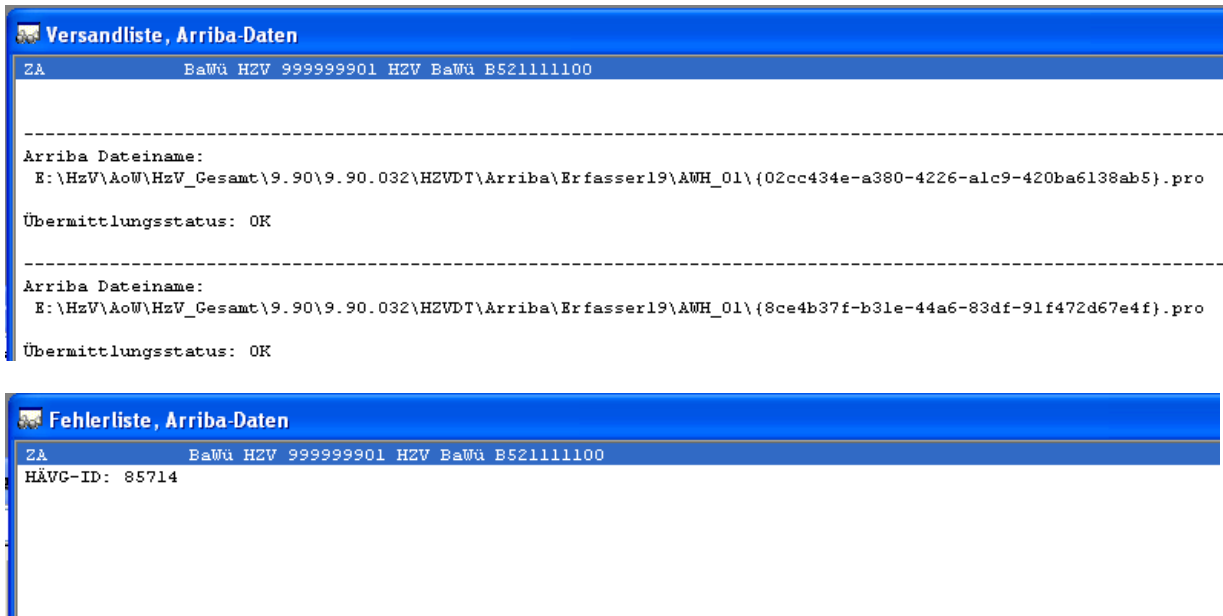 Versandliste, Arriba-Daten
ZA BaWü HZV 999999901 HZV BaWü B521111100
--------------------------------------------------------------------------------
Arriba Dateiname:
E:\HzV\AoW\HzV_Gesamt\9.90\9.90.032\HZVDT\Arriba\Erfasser19\AWH_01\{02cc434e-a380-4226-a1c9-420ba6138ab5}.pro
Übermittlungsstatus: OK
--------------------------------------------------------------------------------
Arriba Dateiname:
E:\HzV\AoW\HzV_Gesamt\9.90\9.90.032\HZVDT\Arriba\Erfasser19\AWH_01\{8ce4b37f-b31e-44a6-83df-91f472d67e4f}.pro
Übermittlungsstatus: OK
Fehlerliste, Arriba-Daten
ZA BaWü HZV 999999901 HZV BaWü B521111100
HÄVG-ID: 85714